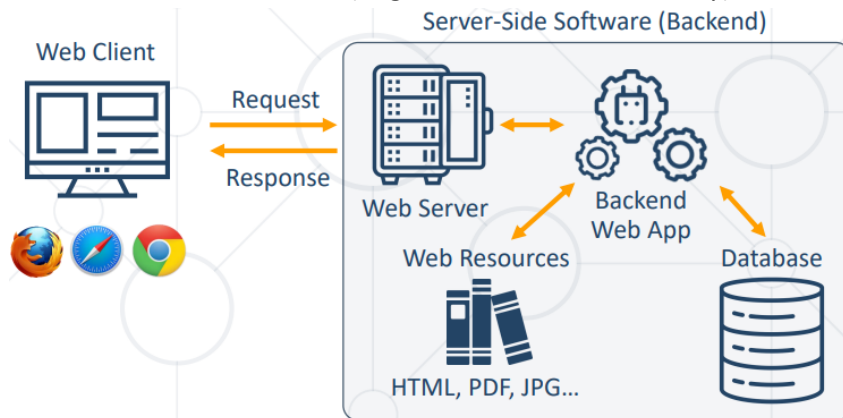 Server-Side Software (Backend)
Web Client
Request
Response
Web Server
Backend
Web App
Web Resources
Database
HTML, PDF, JPG...